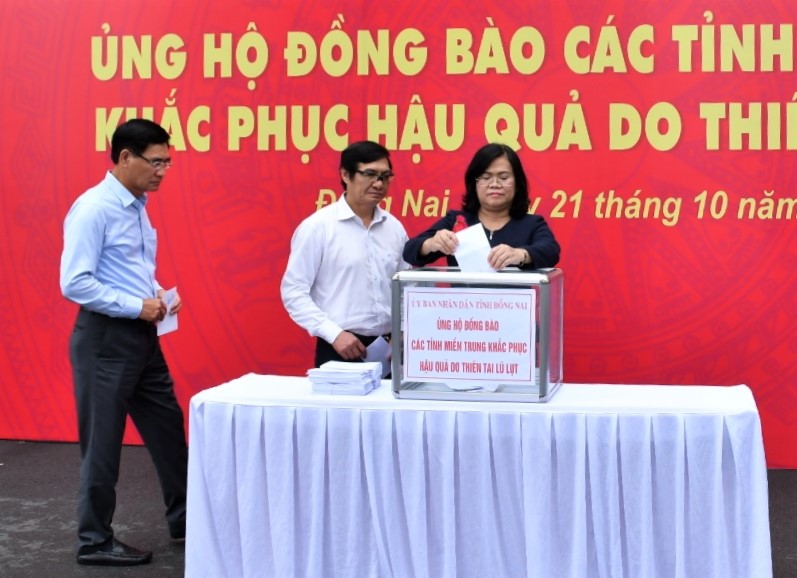 ỦNG HỘ ĐỒNG BÀO CÁC TỈNH
KHẮC PHỤC HẬU QUẢ DO
Đồng Nai 21 tháng 10 năm
ỦY BAN NHÂN DÂN TỈNH ĐỒNG NAI
ỦNG HỘ ĐỒNG BÀO
CÁC TỈNH MIỀN TRUNG KHẮC PHỤC
HẬU QUẢ DO THIÊN TAI LŨ LỤT